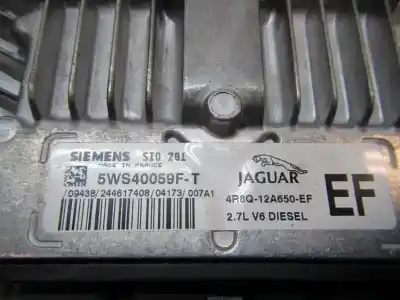 SIEMENS SID 201
MADE IN FRANCE
5WS40059F-T
/09438/244617408/04173/007A1
JAGUAR
4R8Q-12A650-EF
2.7L V6 DIESEL
EF